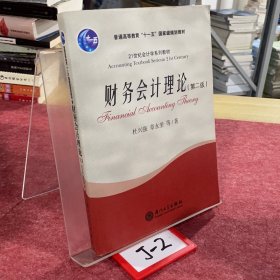 普通高等教育“十一五”国家级规划教材
21世纪会计学系列教材
Accounting Textbook Series in 21st Century
财务会计理论（第二版）
Financial Accounting Theory
杜兴强 章永奎 等/著
厦门大学出版社
J-2